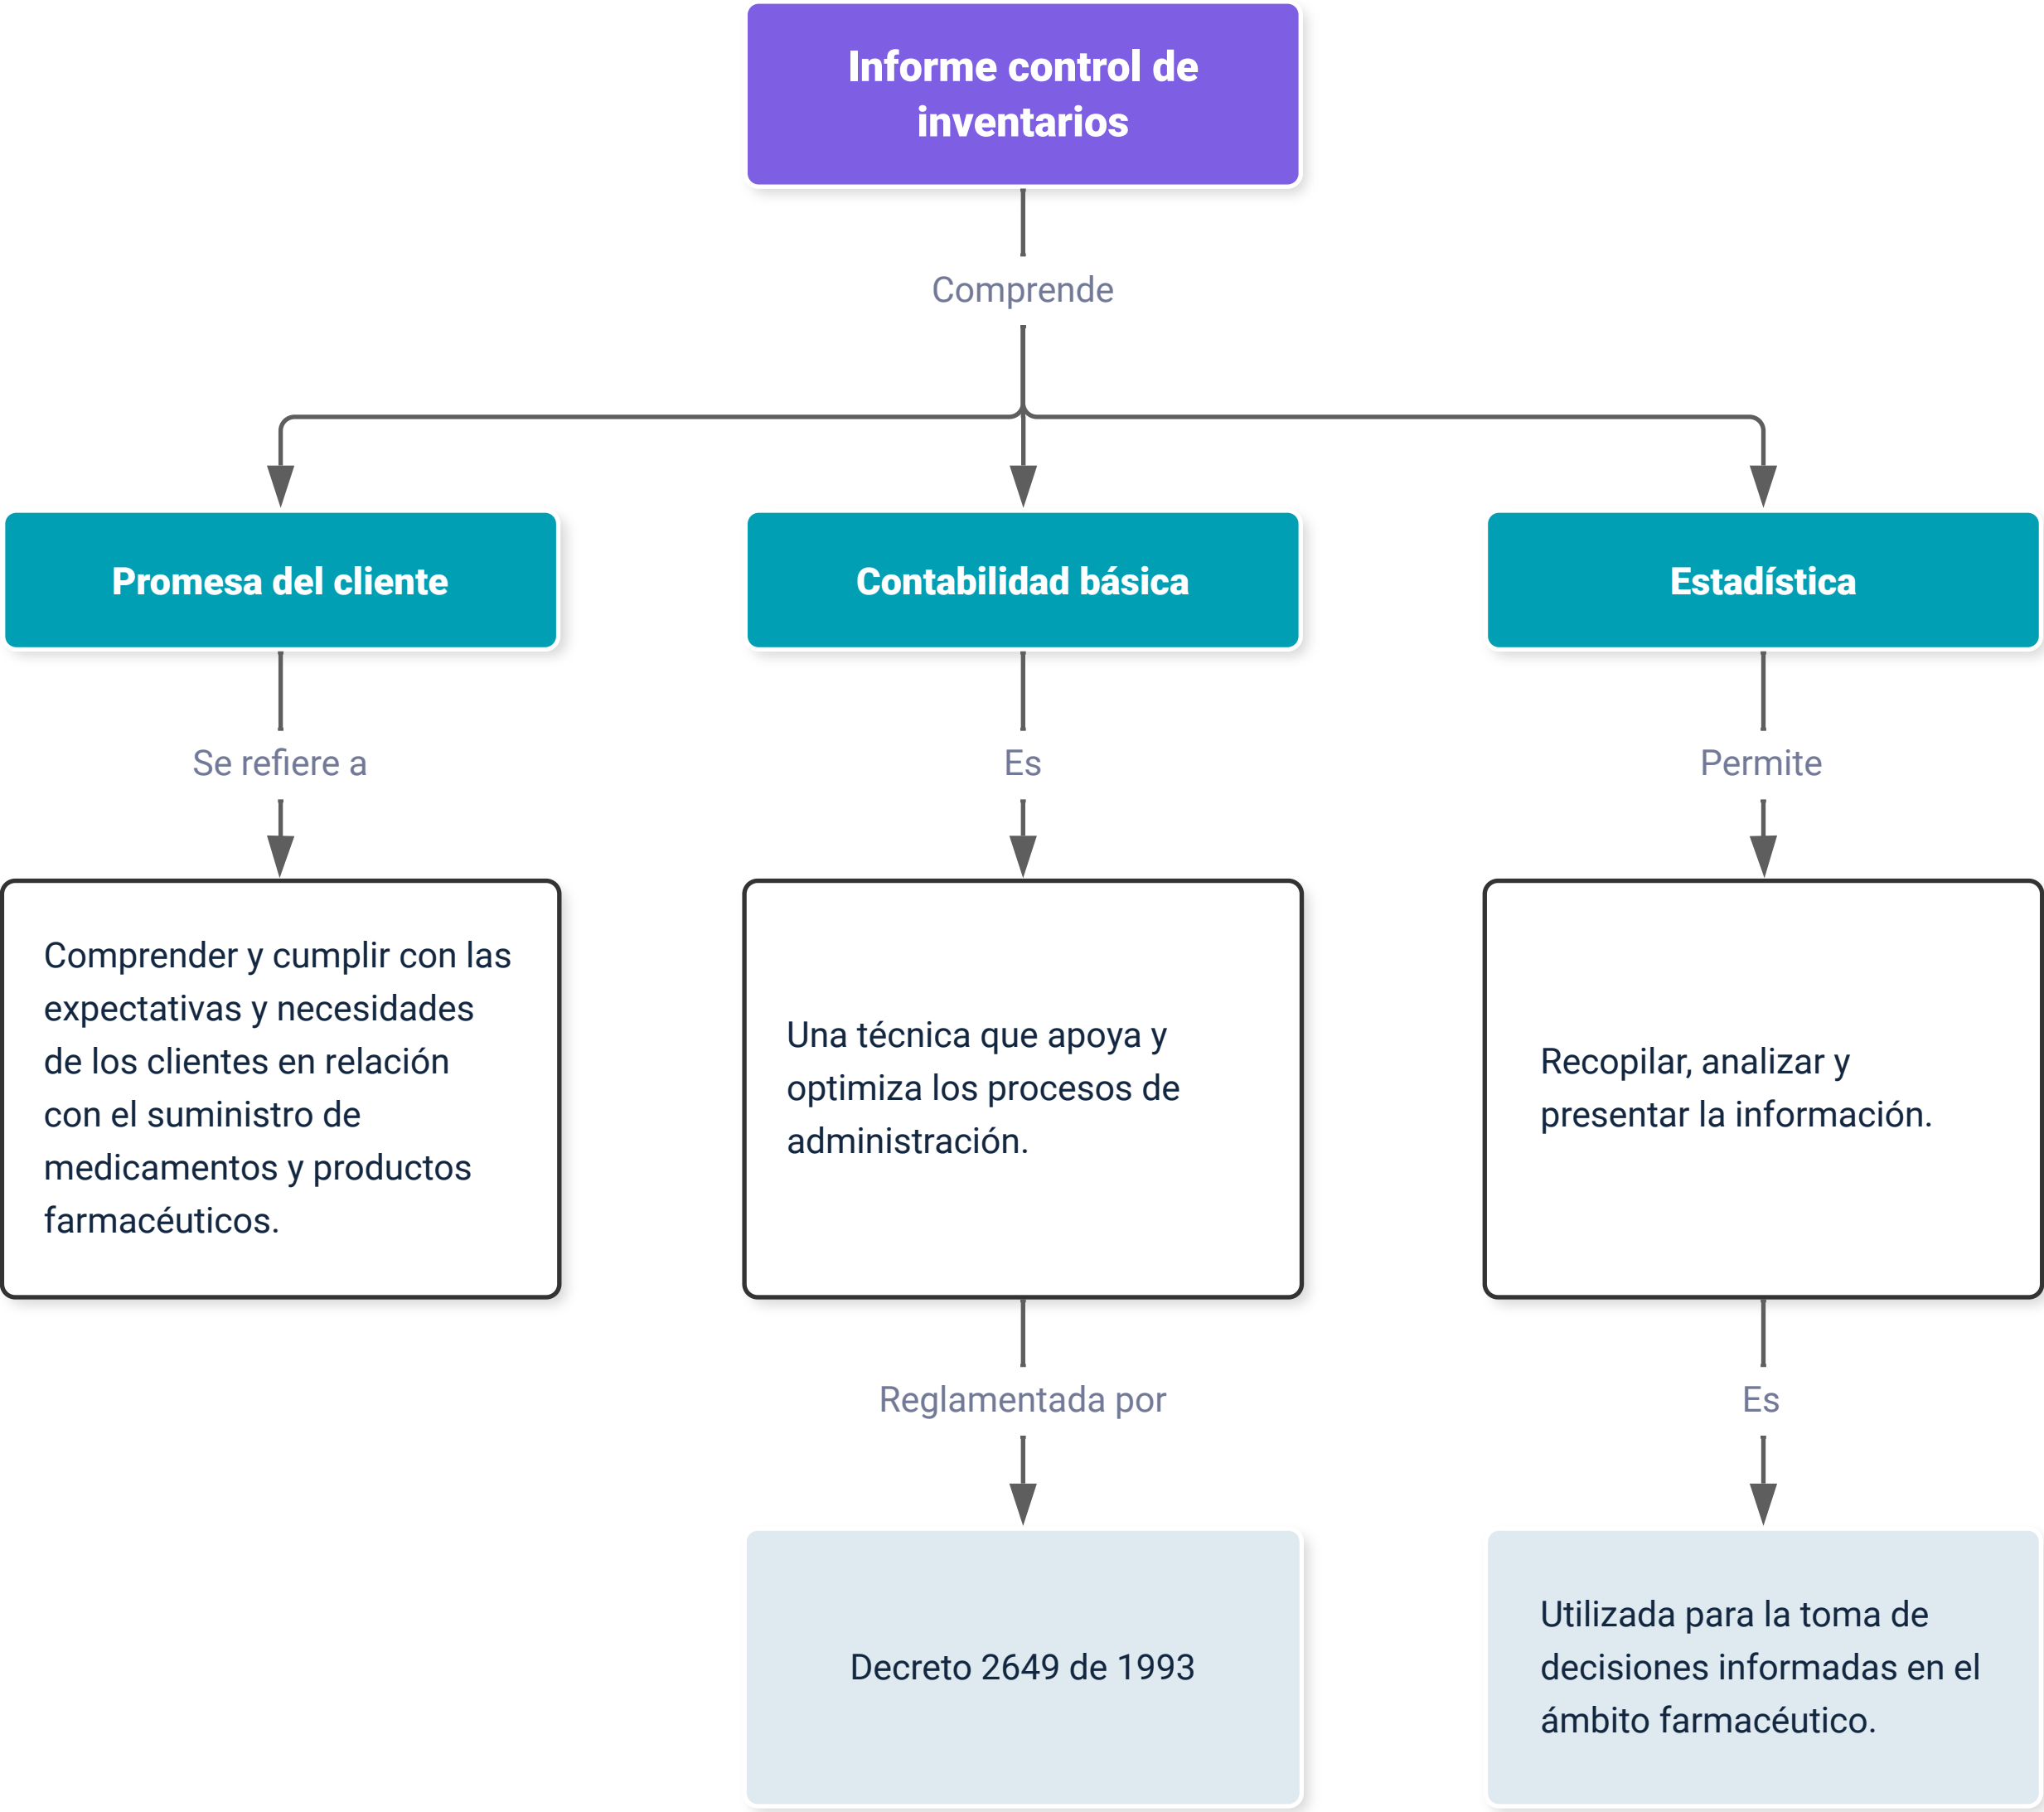 Informe control de
inventarios
Comprende
Promesa del cliente
Contabilidad básica
Estadística
Se refiere a
Es
Permite
Comprender y cumplir con las
expectativas y necesidades
de los clientes en relación
con el suministro de
medicamentos y productos
farmacéuticos.
Una técnica que apoya y
optimiza los procesos de
administración.
Recopilar, analizar y
presentar la información.
Reglamentada por
Es
Decreto 2649 de 1993
Utilizada para la toma de
decisiones informadas en el
ámbito farmacéutico.